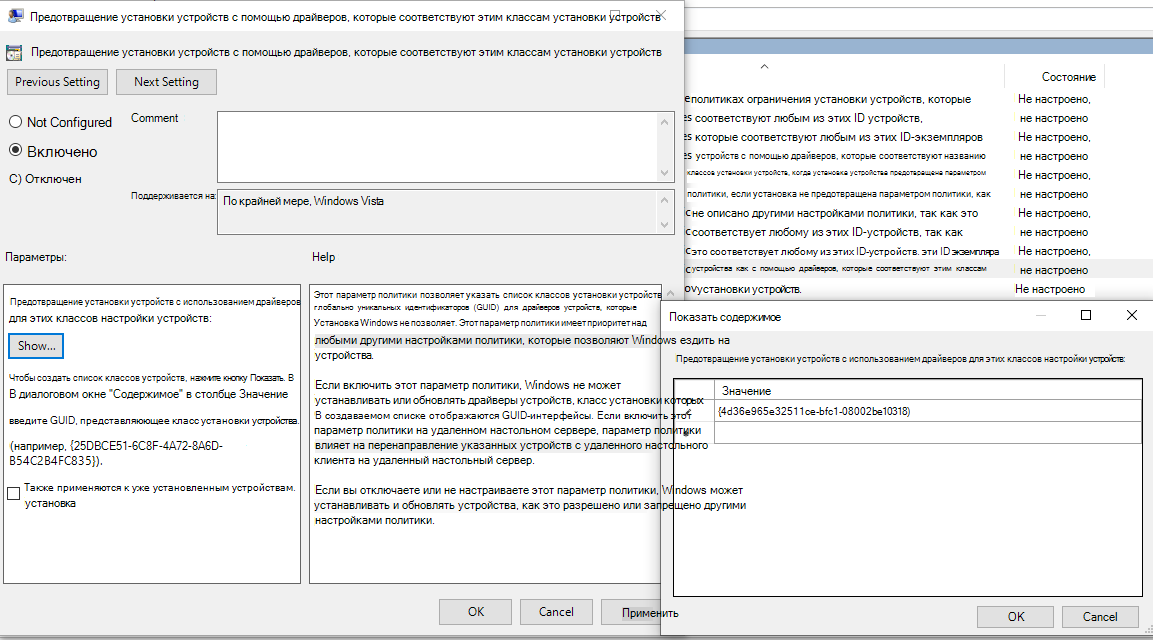 Предотвращение установки устройств с помощью драйверов, которые соответствуют этим классам установки устройств
Предотвращение установки устройств с помощью драйверов, которые соответствуют этим классам установки устройств
Previous Setting
Next Setting
Not Configured
Включено
С) Отключен
Comment
Поддерживается на:
По крайней мере, Windows Vista
Параметры:
Help
Предотвращение установки устройств с использованием драйверов
для этих классов настройки устройств:
Show...
Чтобы создать список классов устройств, нажмите кнопку Показать. В
В диалоговом окне "Содержимое" в столбце Значение
введите GUID, представляющее класс установки устройства.
(например, {25DBCE51-6C8F-4A72-8A6D-
B54C2B4FC835}).
Также применяются к уже установленным устройствам.
установка
Этот параметр политики позволяет указать список классов установки устройств
глобально уникальных идентификаторов (GUID) для драйверов устройств, которые
Установка Windows не позволяет. Этот параметр политики имеет приоритет над
любыми другими настройками политики, которые позволяют Windows ездить на
устройства.
Если включить этот параметр политики, Windows не может
устанавливать или обновлять драйверы устройств, класс установки которых
В создаваемом списке отображаются GUID-интерфейсы. Если включить этот
параметр политики на удаленном настольном сервере, параметр политики
влияет на перенаправление указанных устройств с удаленного настольного
клиента на удаленный настольный сервер.
Если вы отключаете или не настраиваете этот параметр политики, Windows может
устанавливать и обновлять устройства, как это разрешено или запрещено другими
настройками политики.
OK
Cancel
Применить
Состояние
политиках ограничения установки устройств, которые
Не настроено,
соответствуют любым из этих ID устройств,
не настроено
которые соответствуют любым из этих ID-экземпляров
Не настроено,
устройств с помощью драйверов, которые соответствуют названию
не настроено
классов установки устройств, когда установка устройства предотвращена параметром
Не настроено,
политики, если установка не предотвращена параметром политики, как
не настроено
не описано другими настройками политики, так как это
Не настроено,
соответствует любому из этих ID-устройств, так как
не настроено
это соответствует любому из этих ID-устройств. эти ID экземпляра
Не настроено,
устройства как с помощью драйверов, которые соответствуют этим классам
не настроено
установки устройств.
Не настроено
Показать содержимое
Предотвращение установки устройств с использованием драйверов для этих классов настройки устройств:
Значение
{4d36e965e32511ce-bfc1-08002be10318)
OK
Cancel